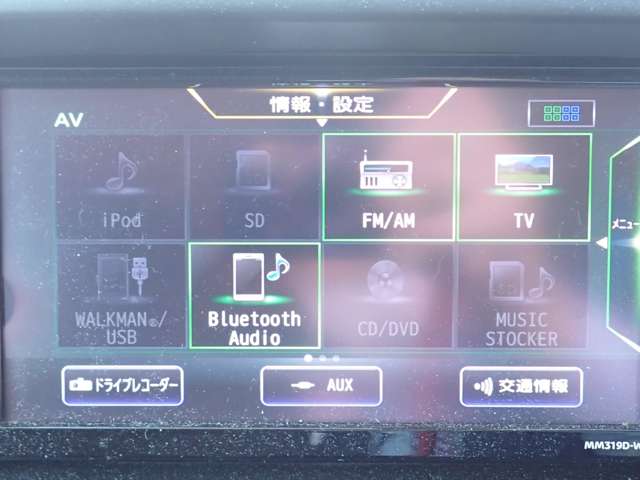 情報・設定
AV
iPod
SD
FM/AM
TV
メニュー
WALKMAN®/
USB
Bluetooth
Audio
CD/DVD
MUSIC
STOCKER
ドライブレコーダー
AUX
交通情報
MM319D-W